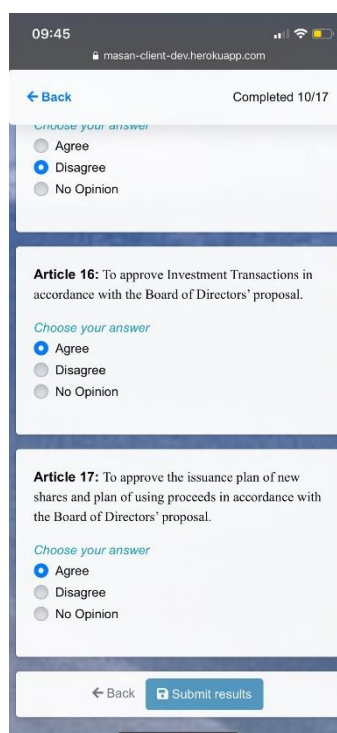 09:45
masan-client-dev.herokuapp.com
← Back
Completed 10/17
Choose your answer
Agree
Disagree
No Opinion
Article 16: To approve Investment Transactions in
accordance with the Board of Directors’ proposal.
Choose your answer
Agree
Disagree
No Opinion
Article 17: To approve the issuance plan of new
shares and plan of using proceeds in accordance with
the Board of Directors’ proposal.
Choose your answer
Agree
Disagree
No Opinion
← Back
Submit results